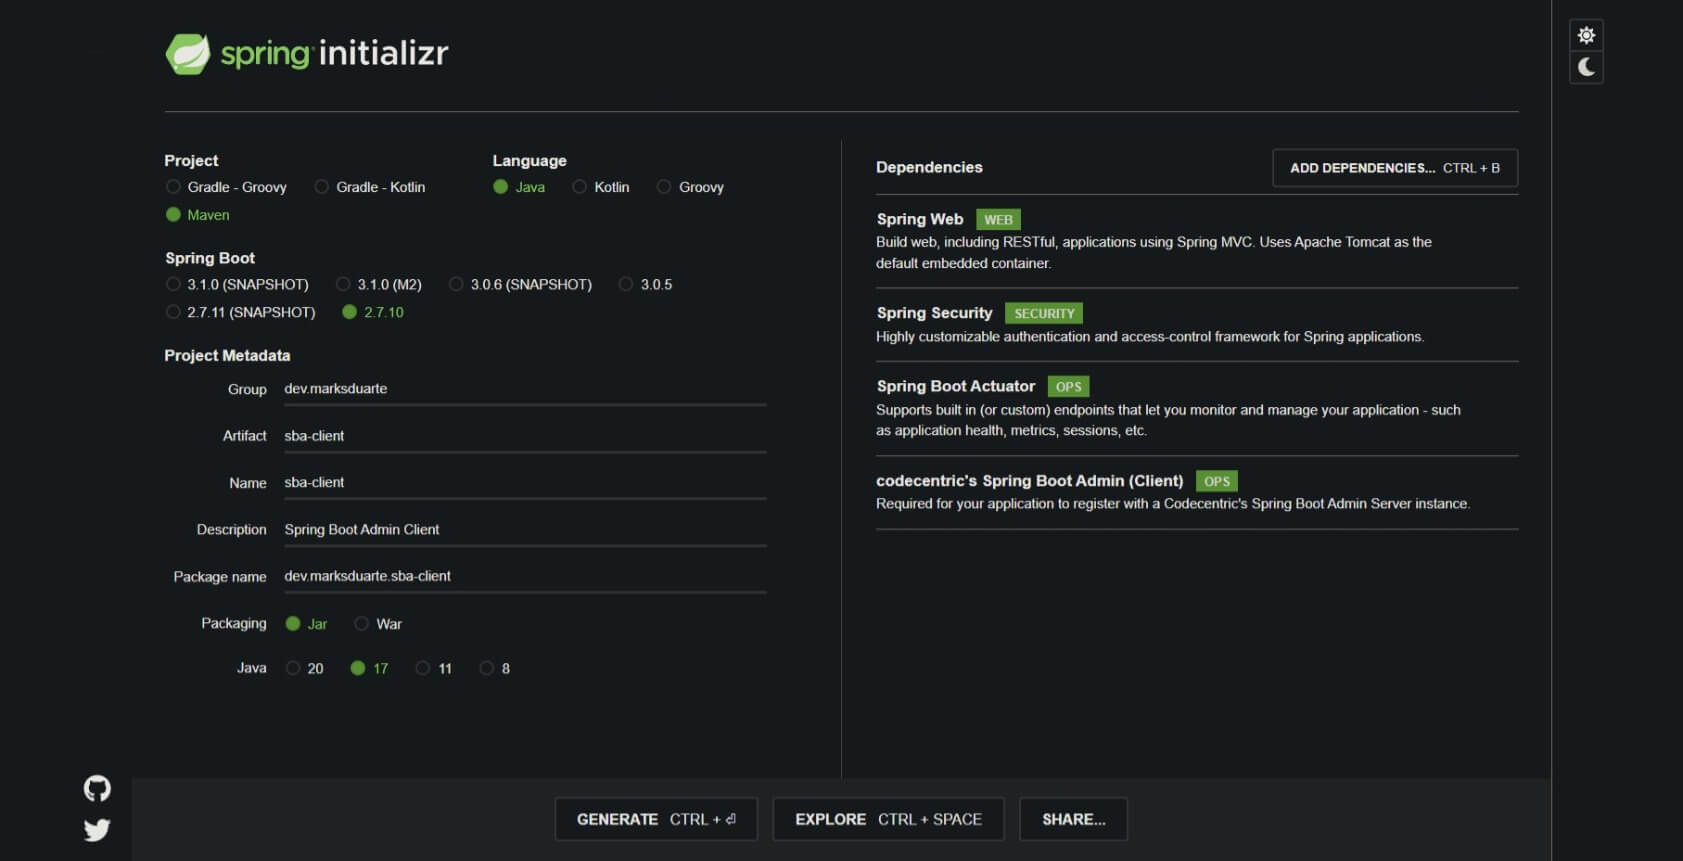 spring initializr
Project
Gradle - Groovy Gradle - Kotlin
Maven
Language
Java Kotlin Groovy
Spring Boot
3.1.0 (SNAPSHOT) 3.1.0 (M2) 3.0.6 (SNAPSHOT) 3.0.5
2.7.11 (SNAPSHOT) 2.7.10
Project Metadata
Group dev.marksduarte
Artifact sba-client
Name sba-client
Description Spring Boot Admin Client
Package name dev.marksduarte.sba-client
Packaging Jar War
Java 20 17 11 8
Dependencies
ADD DEPENDENCIES... CTRL + B
Spring Web WEB
Build web, including RESTful, applications using Spring MVC. Uses Apache Tomcat as the
default embedded container.
Spring Security SECURITY
Highly customizable authentication and access-control framework for Spring applications.
Spring Boot Actuator OPS
Supports built in (or custom) endpoints that let you monitor and manage your application - such
as application health, metrics, sessions, etc.
codecentric's Spring Boot Admin (Client) OPS
Required for your application to register with a Codecentric's Spring Boot Admin Server instance.
GENERATE CTRL + ⏎
EXPLORE CTRL + SPACE
SHARE...